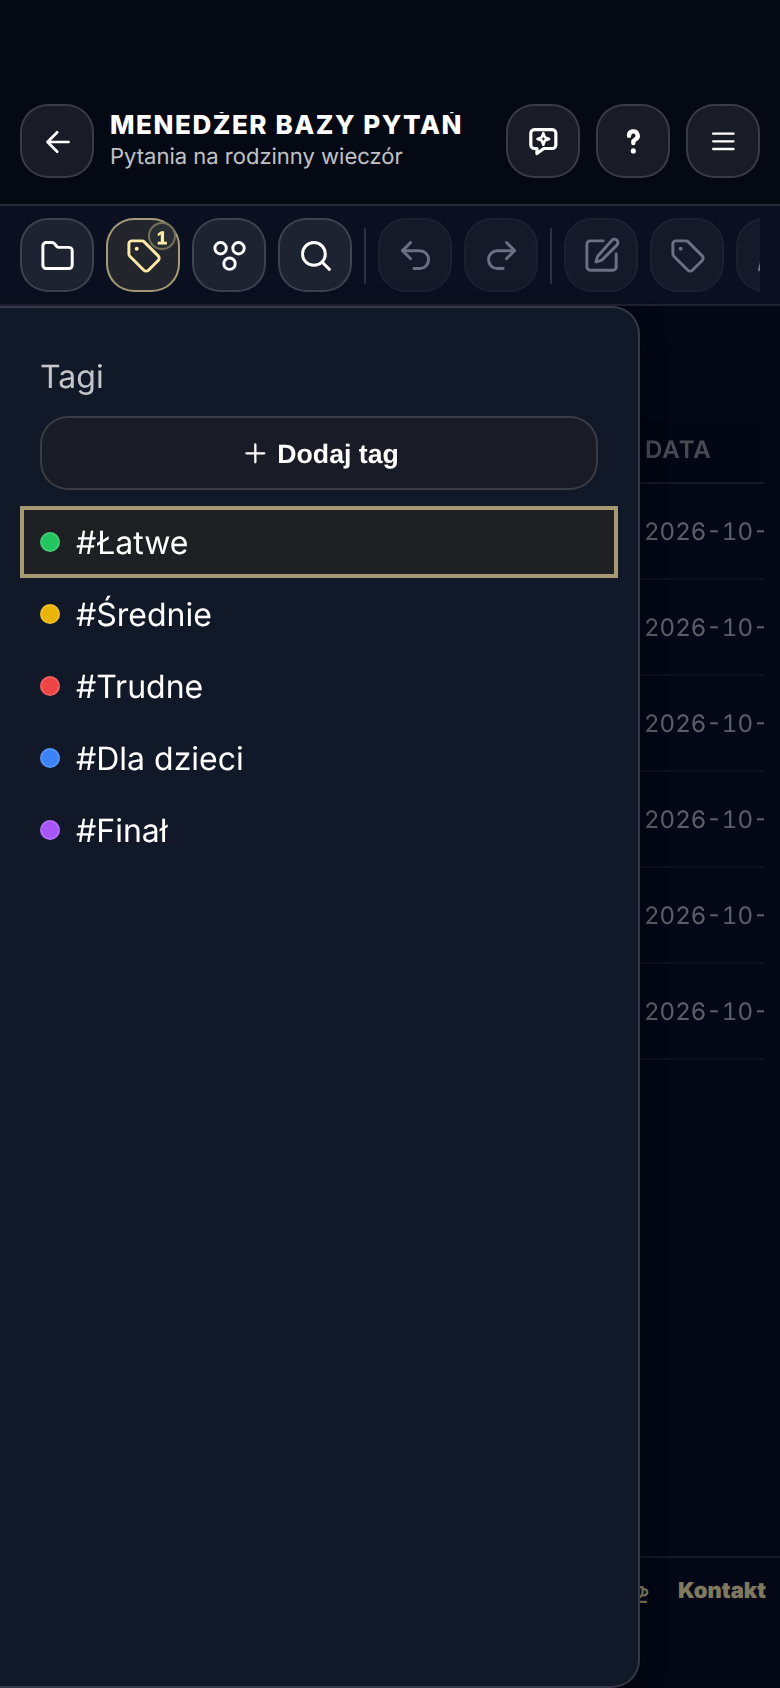 MENEDŻER BAZY PYTAŃ
Pytania na rodzinny wieczór
1
Tagi
+ Dodaj tag
#Łatwe
#Średnie
#Trudne
#Dla dzieci
#Finał
DATA
2026-10-
2026-10-
2026-10-
2026-10-
2026-10-
2026-10-
Kontakt